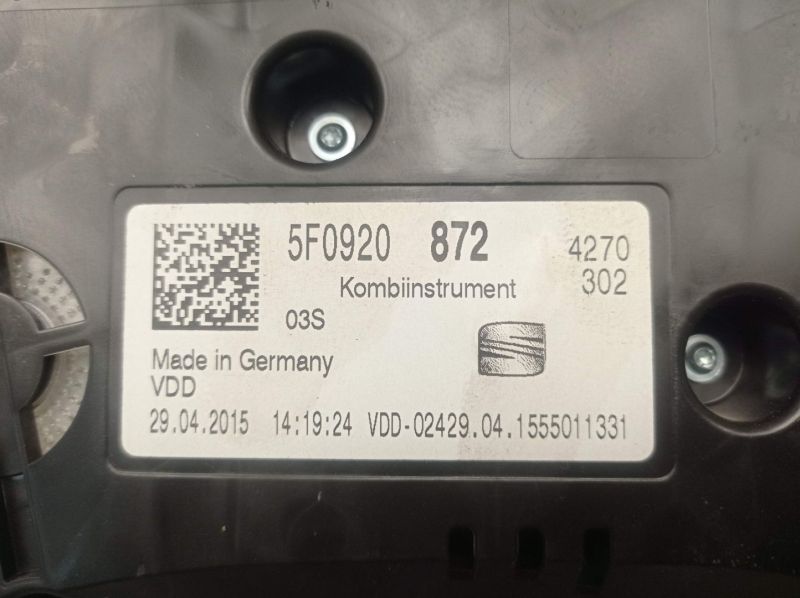 5F0920 872 4270
Kombiinstrument 302
03S
Made in Germany
VDD
29.04.2015 14:19:24 VDD-02429.04.1555011331